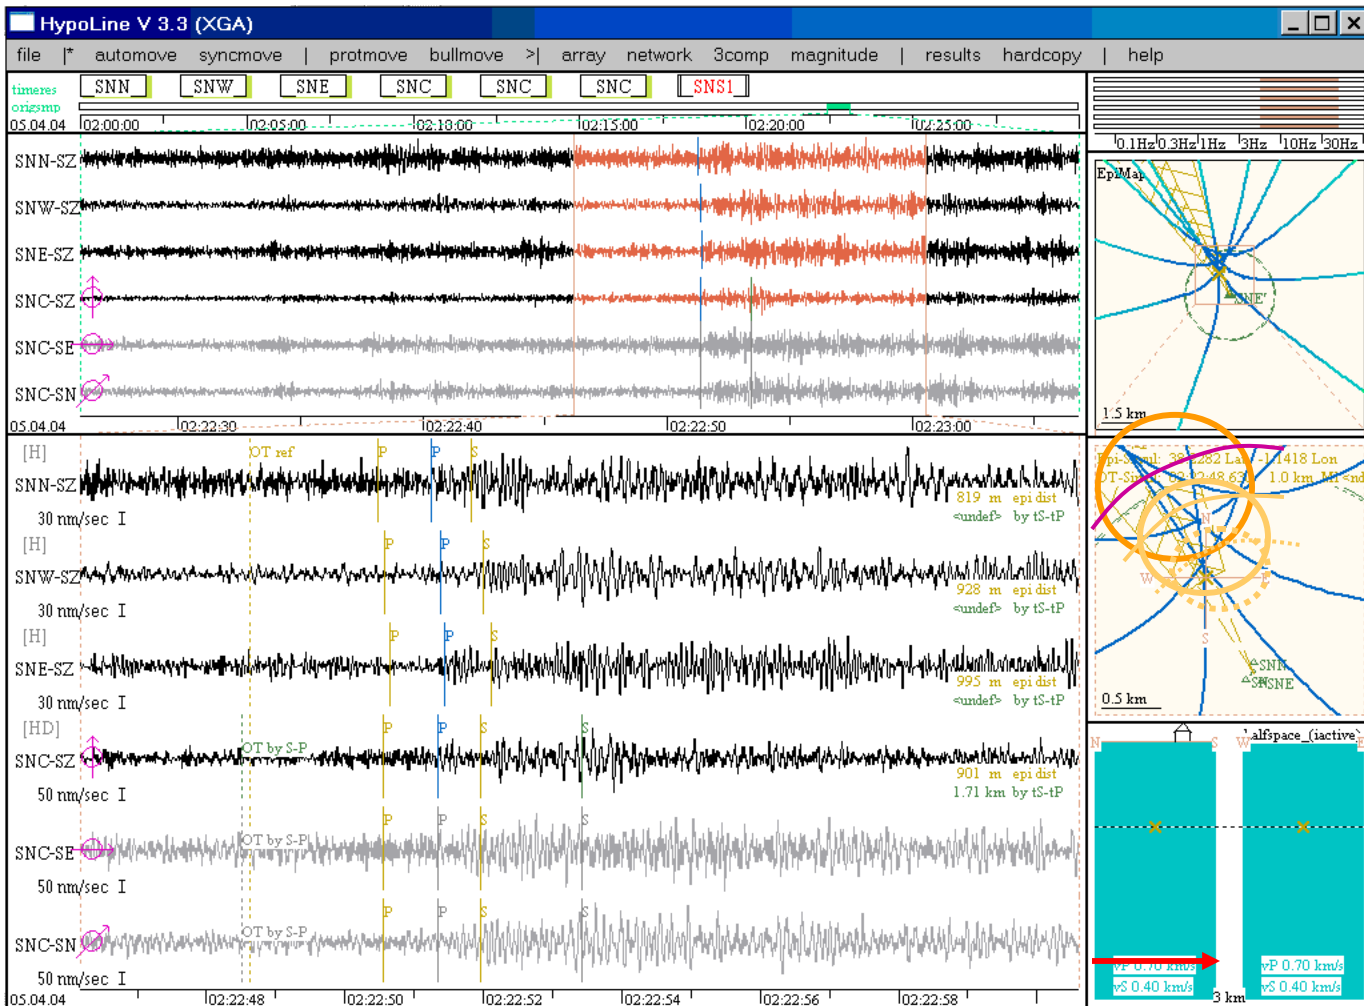 HypoLine V 3.3 (XGA)
file |* automove syncmove | protmove bullmove >| array network 3comp magnitude | results hardcopy | help
timeres
origsmp
SNN SNW SNE SNC SNC SNC SNS1
05.04.04 02:00:00 02:05:00 02:10:00 02:15:00 02:20:00 02:25:00
0.1Hz 0.3Hz 1Hz 3Hz 10Hz 30Hz
SNN-SZ
SNW-SZ
SNE-SZ
SNC-SZ
SNC-SE
SNC-SN
05.04.04 02:22:30 02:22:40 02:22:50 02:23:00
EpiMap
SNE'
1.5 km
[H]
OT ref P P S
SNN-SZ
819 m epi dist
<undef> by tS-tP
30 nm/sec I
[H]
P P S
SNW-SZ
928 m epi dist
<undef> by tS-tP
30 nm/sec I
[H]
P P S
SNE-SZ
995 m epi dist
<undef> by tS-tP
30 nm/sec I
[HD]
P P S S
OT by S-P
SNC-SZ
901 m epi dist
1.71 km by tS-tP
50 nm/sec I
P P S S
OT by S-P
SNC-SE
50 nm/sec I
P P S S
OT by S-P
SNC-SN
50 nm/sec I
05.04.04 02:22:48 02:22:50 02:22:52 02:22:54 02:22:56 02:22:58
Lon
1.0 km
N
W E
S
SNN
SNE
0.5 km
halfspace_(iactive)
N S W E
vP 0.70 km/s vP 0.70 km/s
vS 0.40 km/s vS 0.40 km/s
3 km